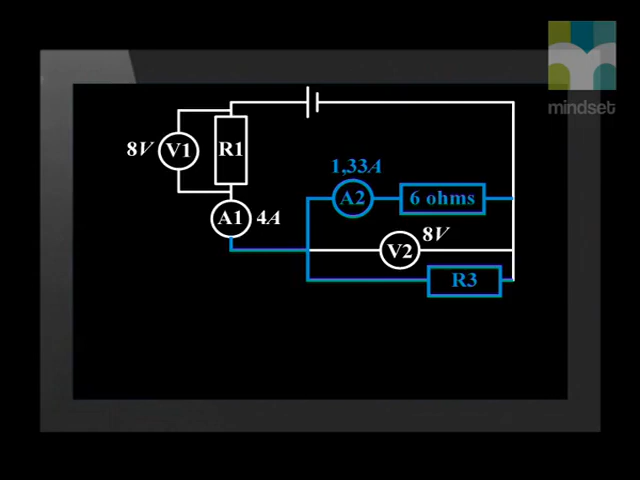 mindset
8V V1 R1
1,33A
A2 6 ohms
A1 4A
8V
V2
R3